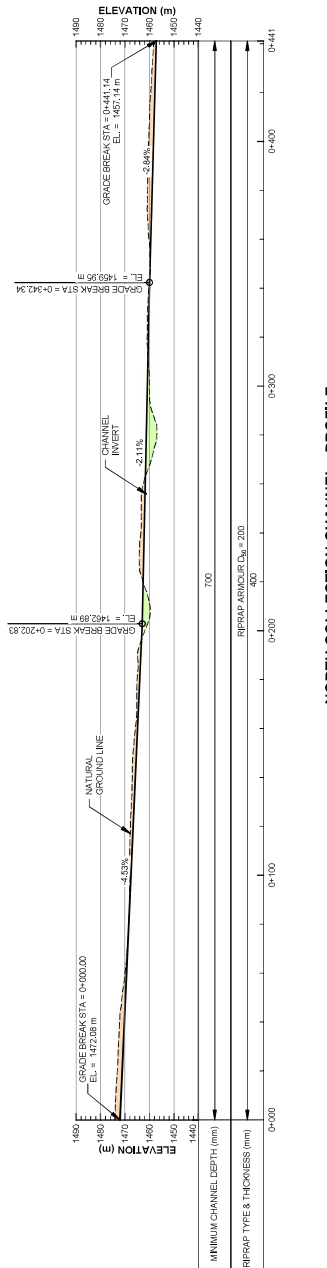 ELEVATION (m)
1490
1480
1470
1460
1450
1440
GRADE BREAK STA = 0+000.00
EL. = 1472.08 m
-4.53%
NATURAL
GROUND LINE
GRADE BREAK STA = 0+202.83
EL. = 1462.89 m
CHANNEL
INVERT
-2.11%
GRADE BREAK STA = 0+342.34
EL. = 1459.95 m
-2.84%
GRADE BREAK STA = 0+441.14
EL. = 1457.14 m
ELEVATION (m)
1490
1480
1470
1460
1450
1440
MINIMUM CHANNEL DEPTH (mm)
700
RIPRAP TYPE & THICKNESS (mm)
RIPRAP ARMOUR D50 = 200
400
0+000
0+100
0+200
0+300
0+400
0+441
NORTH COLLECTION CHANNEL - PROFILE